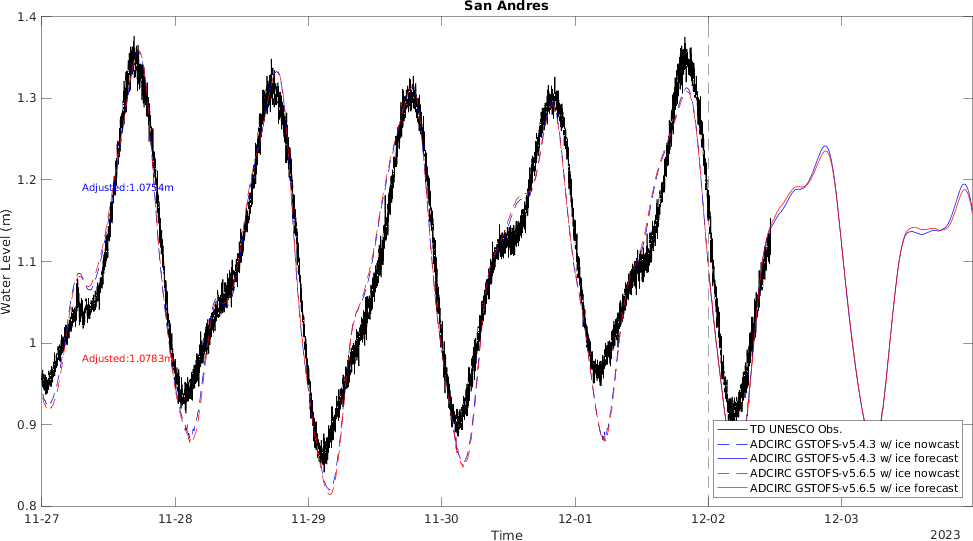 San Andres
1.4
1.3
1.2
1.1
1
0.9
0.8
Water Level (m)
Adjusted:1.0754m
Adjusted:1.0783m
TD UNESCO Obs.
ADCIRC GSTOFS-v5.4.3 w/ ice nowcast
ADCIRC GSTOFS-v5.4.3 w/ ice forecast
ADCIRC GSTOFS-v5.6.5 w/ ice nowcast
ADCIRC GSTOFS-v5.6.5 w/ ice forecast
11-27 11-28 11-29 11-30 12-01 12-02 12-03
Time
2023